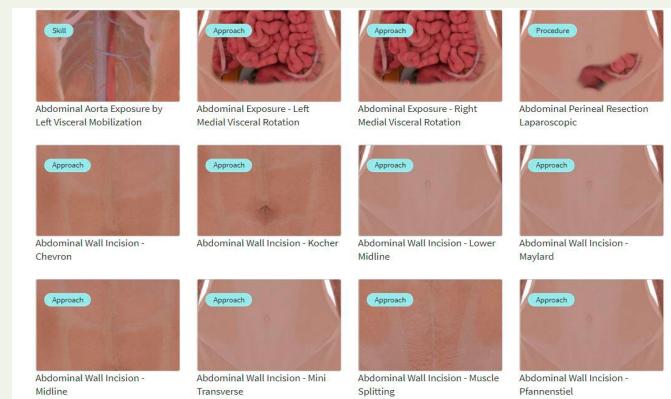 Skill
Approach
Approach
Procedure
Abdominal Aorta Exposure by
Left Visceral Mobilization
Abdominal Exposure - Left
Medial Visceral Rotation
Abdominal Exposure - Right
Medial Visceral Rotation
Abdominal Perineal Resection
Laparoscopic
Approach
Approach
Approach
Approach
Abdominal Wall Incision -
Chevron
Abdominal Wall Incision - Kocher
Abdominal Wall Incision - Lower
Midline
Abdominal Wall Incision -
Maylard
Approach
Approach
Approach
Approach
Abdominal Wall Incision -
Midline
Abdominal Wall Incision - Mini
Transverse
Abdominal Wall Incision - Muscle
Splitting
Abdominal Wall Incision -
Pfannenstiel